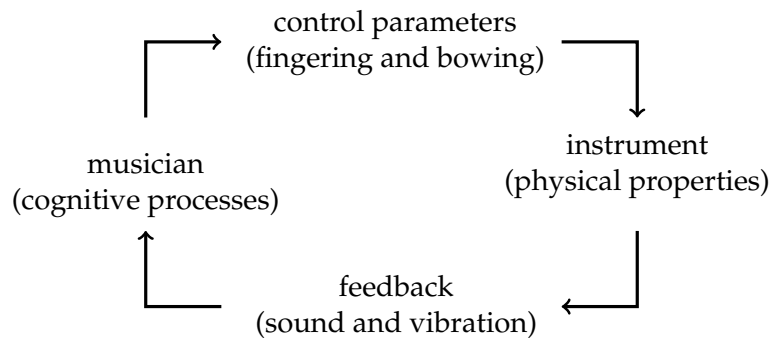 control parameters
(fingering and bowing)
musician
(cognitive processes)
instrument
(physical properties)
feedback
(sound and vibration)